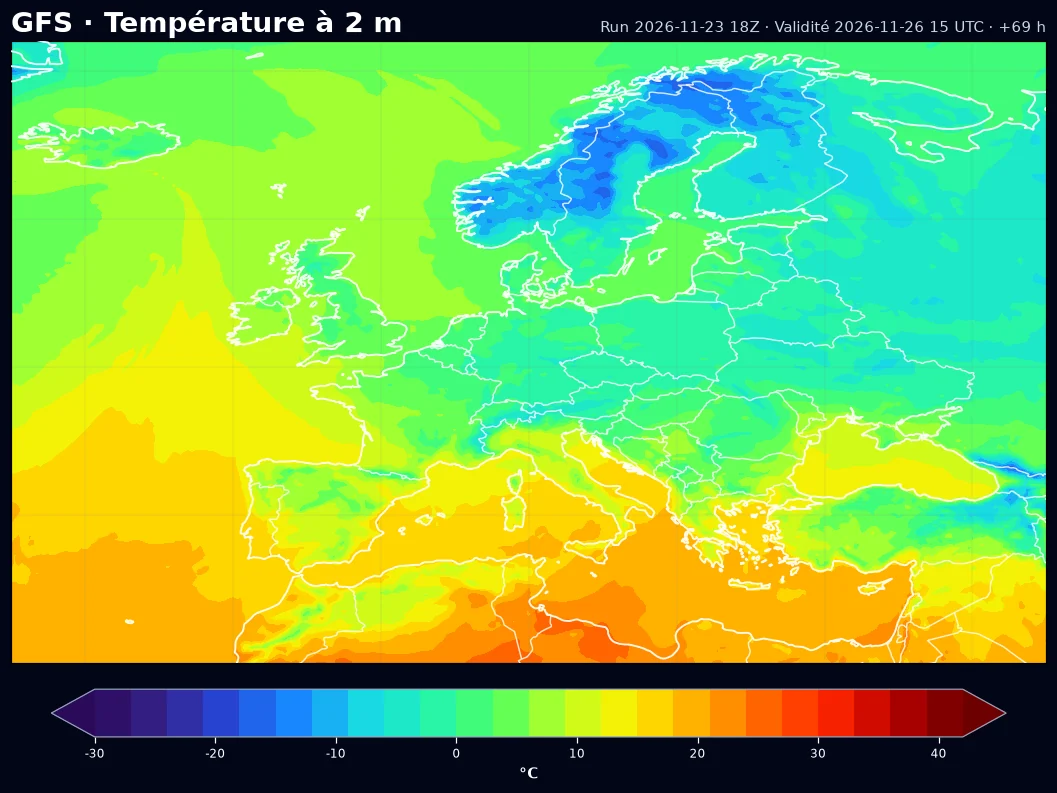 GFS · Température à 2 m
Run 2026-11-23 18Z · Validité 2026-11-26 15 UTC · +69 h
-30 -20 -10 0 10 20 30 40
°C